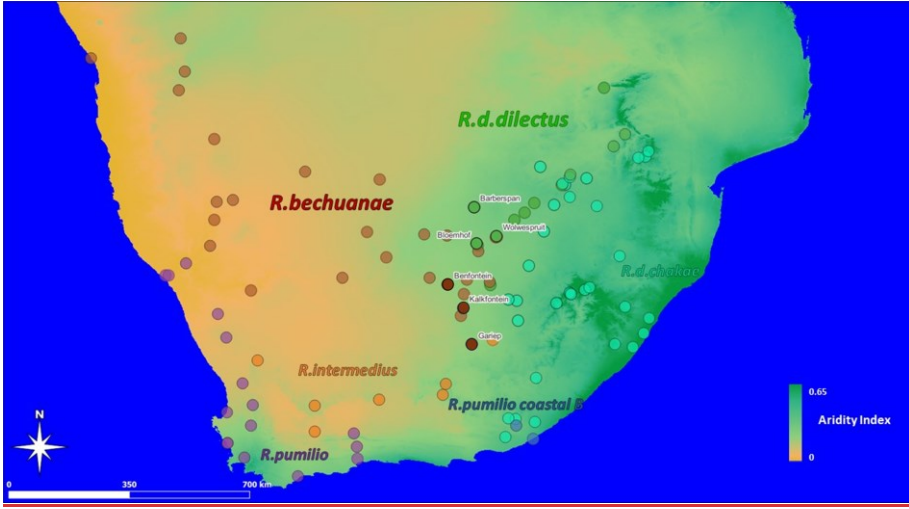 R.d.dilectus
R.bechuanae
Barberspan
Wolwespruit
Bloemhof
R.d.chakae
Benfontein
Kalkfontein
Gariep
R.intermedius
R.pumilio coastal B
R.pumilio
N
0 350 700 km
0.65
Aridity Index
0